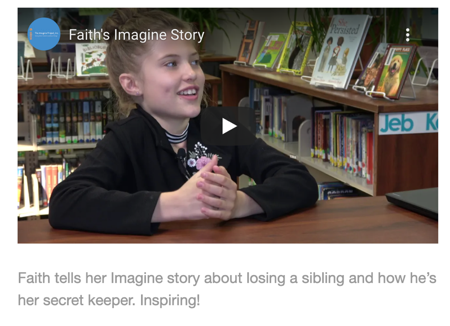 Faith's Imagine Story
Jeb
Faith tells her Imagine story about losing a sibling and how he's
her secret keeper. Inspiring!